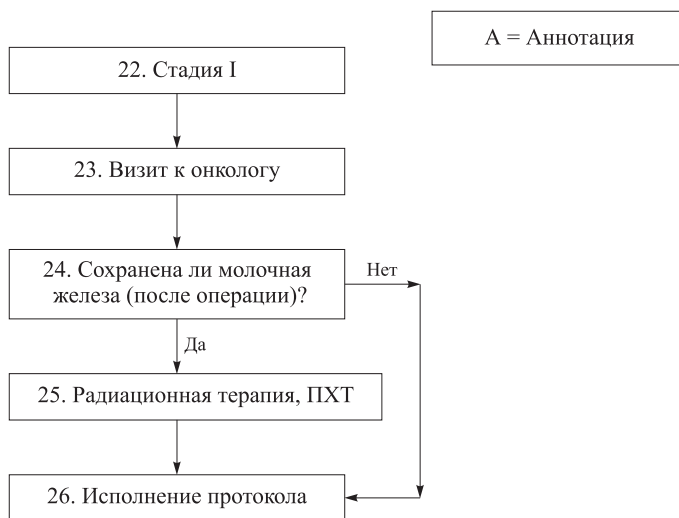 А = Аннотация
22. Стадия I
23. Визит к онкологу
24. Сохранена ли молочная
железа (после операции)?
Нет
Да
25. Радиационная терапия, ПХТ
26. Исполнение протокола